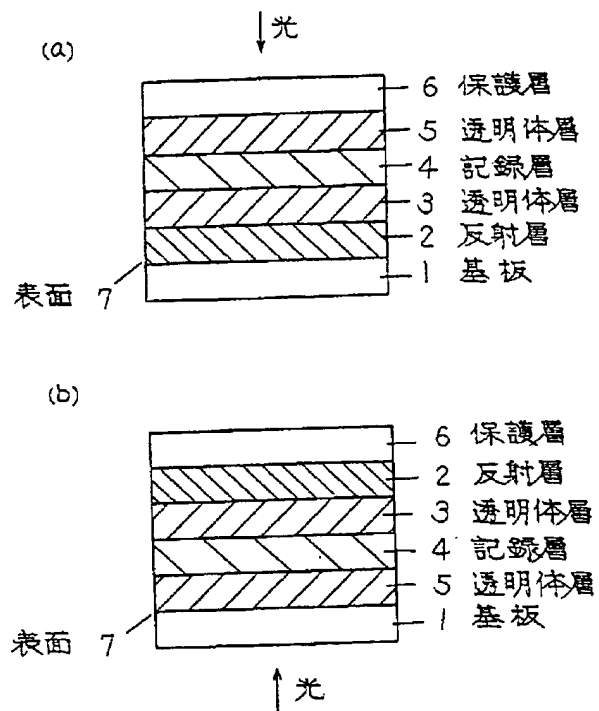 (a)
光
6 保護層
5 透明体層
4 記録層
3 透明体層
2 反射層
1 基板
表面 7
(b)
6 保護層
2 反射層
3 透明体層
4 記録層
5 透明体層
1 基板
表面 7
光